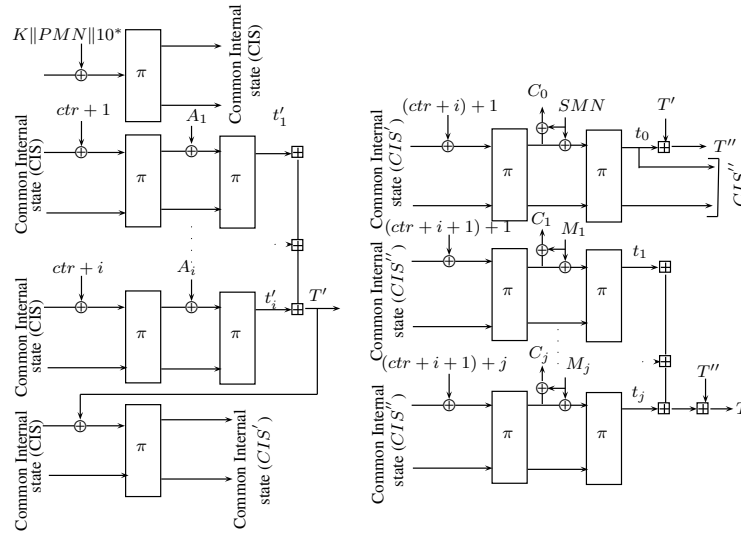 K∥PMN∥10*
π
Common Internal
state (CIS)
ctr + 1
A₁
t′₁
Common Internal
state (CIS)
π
π
ctr + i
A_i
t′_i
T′
Common Internal
state (CIS)
π
π
Common Internal
state (CIS)
π
Common Internal
state (CIS′)
(ctr + i) + 1
C₀
SMN
T′
t₀
T″
Common Internal
state (CIS′)
π
π
CIS″
(ctr + i+1) + 1
C₁
M₁
t₁
Common Internal
state (CIS″)
π
π
(ctr + i+1) + j
C_j
M_j
T″
t_j
T
Common Internal
state (CIS″)
π
π